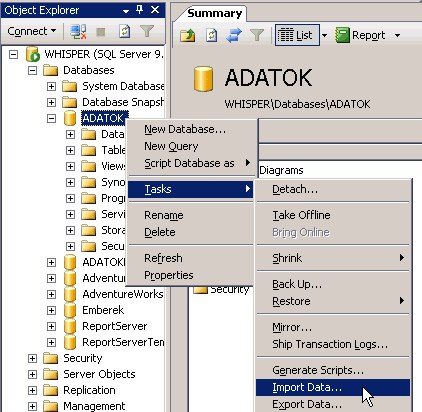 Object Explorer
Connect
WHISPER (SQL Server 9.
Databases
System Database
Database Snapsh
ADATOK
Data
Table
Views
Syno
Progr
Servi
Stora
Secu
ADATOK
Adventur
AdventureWorks
Emberek
ReportServer
ReportServerTem
Security
Server Objects
Replication
Management
Summary
List
Report
ADATOK
WHISPER\Databases\ADATOK
Diagrams
Security
New Database...
New Query
Script Database as
Tasks
Rename
Delete
Refresh
Properties
Detach...
Take Offline
Bring Online
Shrink
Back Up...
Restore
Mirror...
Ship Transaction Logs...
Generate Scripts...
Import Data...
Export Data...